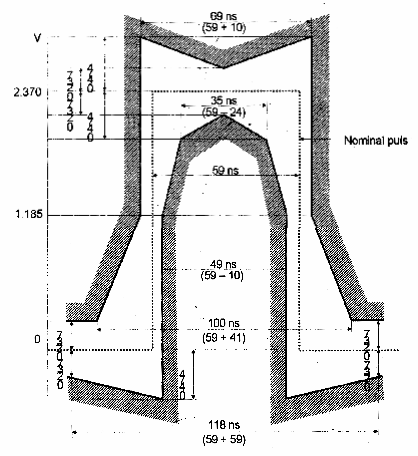 69 ns
(59 + 10)
V
2.370
35 ns
(59 – 24)
Nominal puls
59 ns
1.185
49 ns
(59 – 10)
100 ns
(59 + 41)
0
118 ns
(59 + 59)